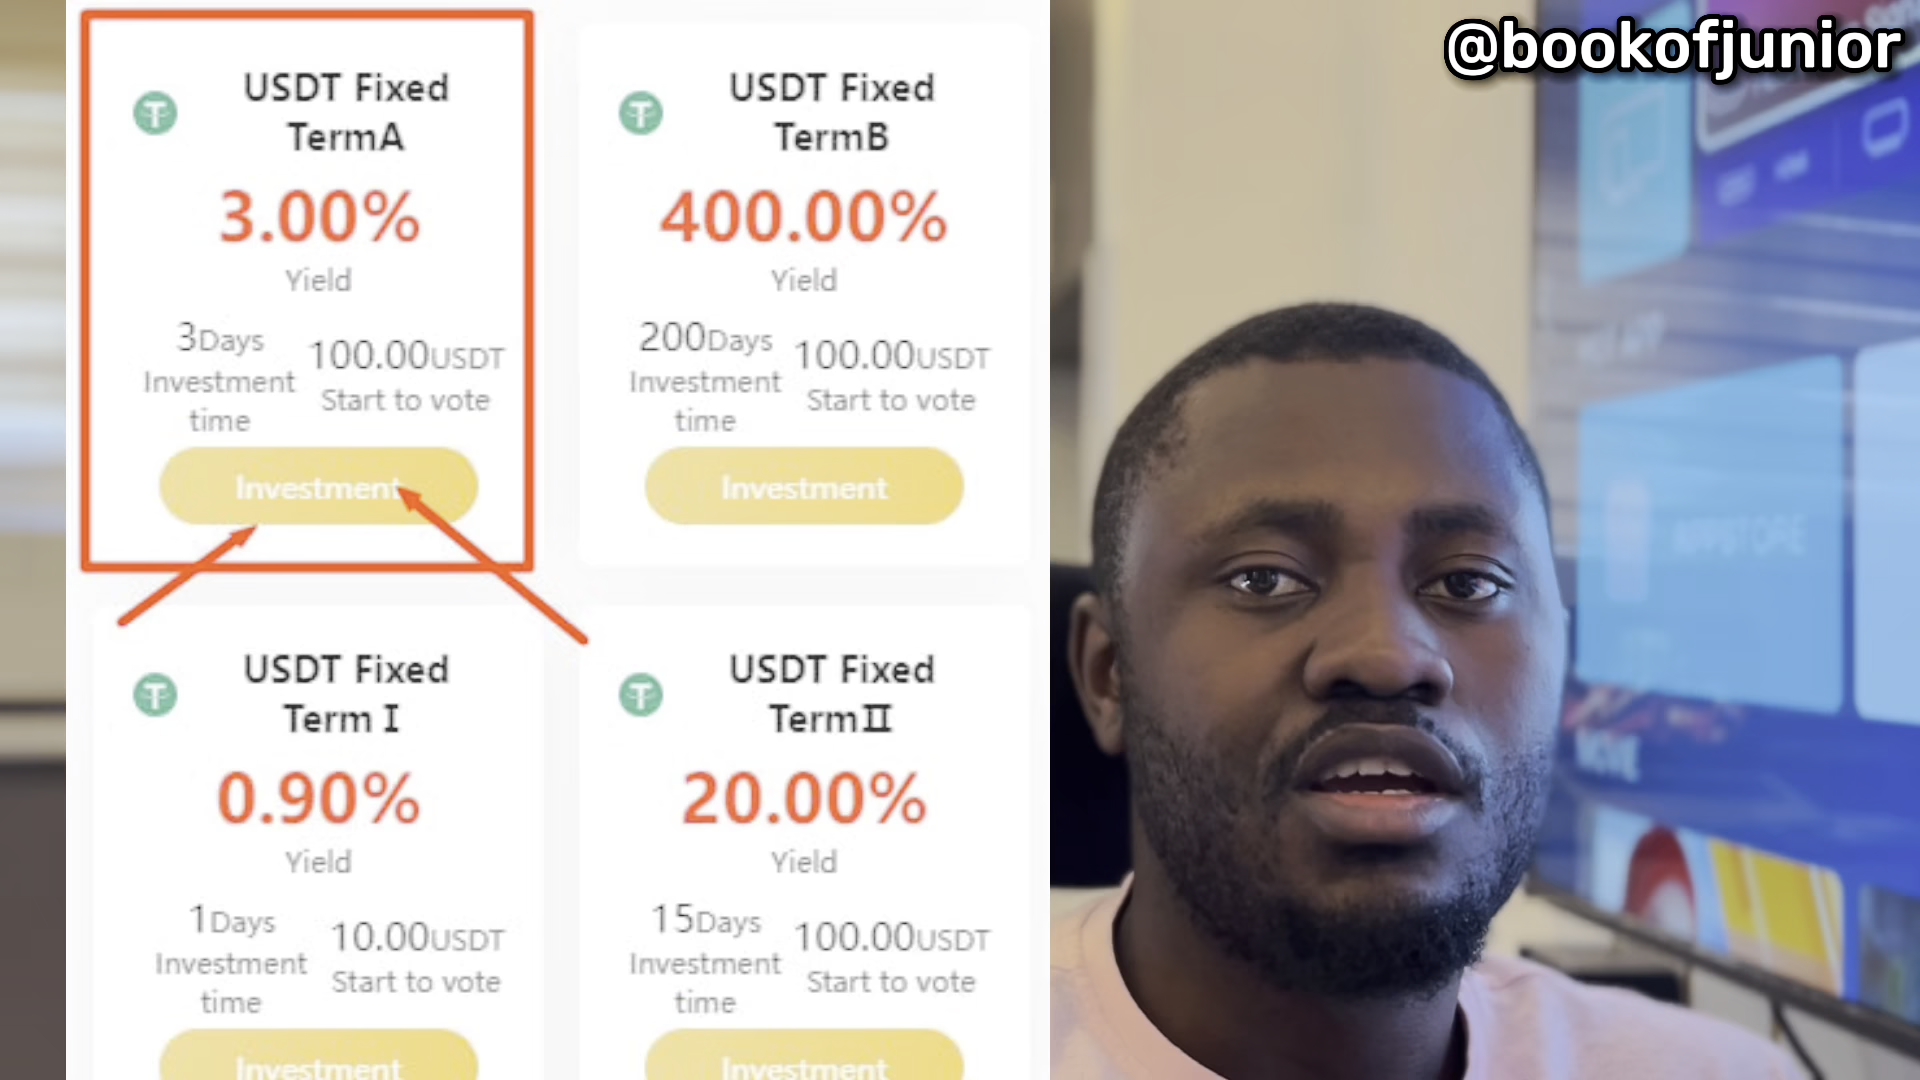 @bookofjunior
USDT Fixed
TermA
3.00%
Yield
3Days
Investment
time
100.00USDT
Start to vote
Investment
USDT Fixed
TermB
400.00%
Yield
200Days
Investment
time
100.00USDT
Start to vote
Investment
USDT Fixed
Term I
0.90%
Yield
1Days
Investment
time
10.00USDT
Start to vote
Investment
USDT Fixed
TermII
20.00%
Yield
15Days
Investment
time
100.00USDT
Start to vote
Investment
APPSTORE